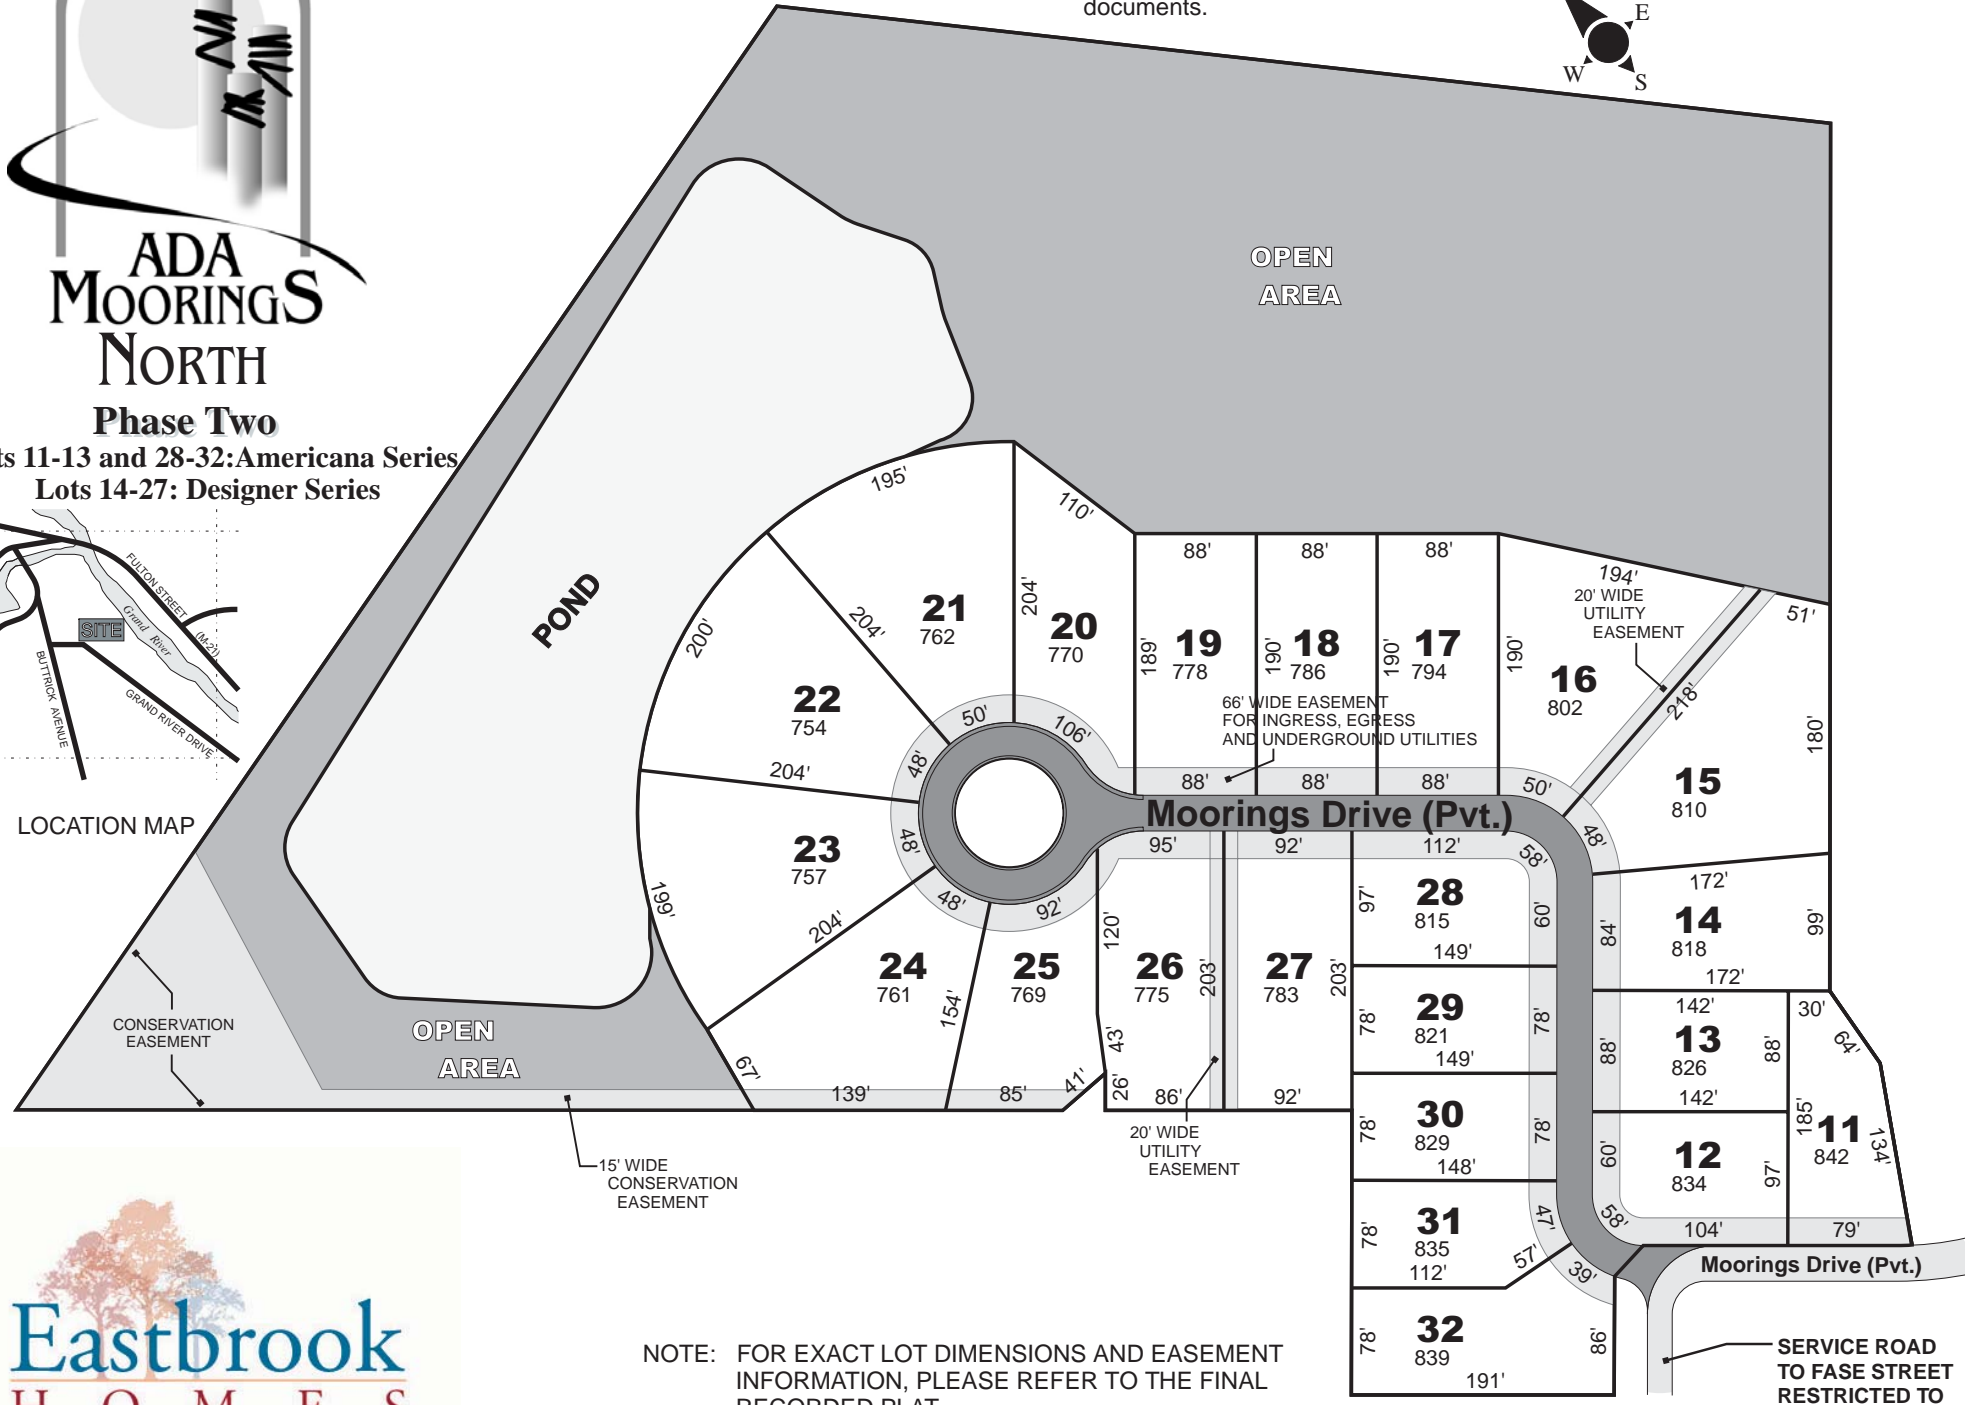 documents.
E
W
S
ADA
MOORINGS
NORTH
Phase Two
11-13 and 28-32:Americana Series
Lots 14-27: Designer Series
FULTON STREET
(M-21)
Grand River
SITE
BUTTRICK AVENUE
GRAND RIVER DRIVE
LOCATION MAP
OPEN
AREA
POND
195'
110'
88'
88'
88'
194'
20' WIDE
UTILITY
EASEMENT
51'
200'
204'
21
762
204'
20
770
189'
19
778
190'
18
786
190'
17
794
190'
16
802
218'
180'
22
754
66' WIDE EASEMENT
FOR INGRESS, EGRESS
AND UNDERGROUND UTILITIES
50'
106'
48'
204'
88'
88'
88'
50'
15
810
Moorings Drive (Pvt.)
48'
23
757
48'
95'
92'
112'
58'
172'
199'
204'
48'
92'
120'
97'
28
815
60'
84'
14
818
99'
149'
172'
24
761
154'
25
769
26
775
203'
27
783
203'
CONSERVATION
EASEMENT
OPEN
AREA
43'
78'
29
821
78'
149'
142'
30'
88'
13
826
88'
64'
67'
139'
85'
41'
26'
86'
92'
142'
20' WIDE
UTILITY
EASEMENT
78'
30
829
78'
148'
60'
12
834
97'
185'
11
842
134'
15' WIDE
CONSERVATION
EASEMENT
78'
31
835
47'
112'
57'
39'
58'
104'
79'
Moorings Drive (Pvt.)
78'
32
839
86'
191'
Eastbrook
HOMES
NOTE: FOR EXACT LOT DIMENSIONS AND EASEMENT
INFORMATION, PLEASE REFER TO THE FINAL
RECORDED PLAT
SERVICE ROAD
TO FASE STREET
RESTRICTED TO